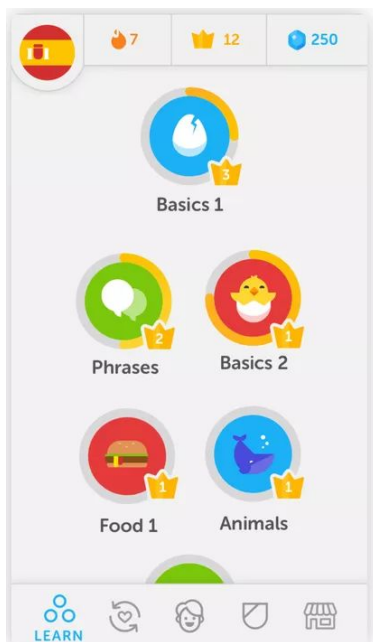 7 12 250
3
Basics 1
2 1
Phrases Basics 2
1 1
Food 1 Animals
LEARN